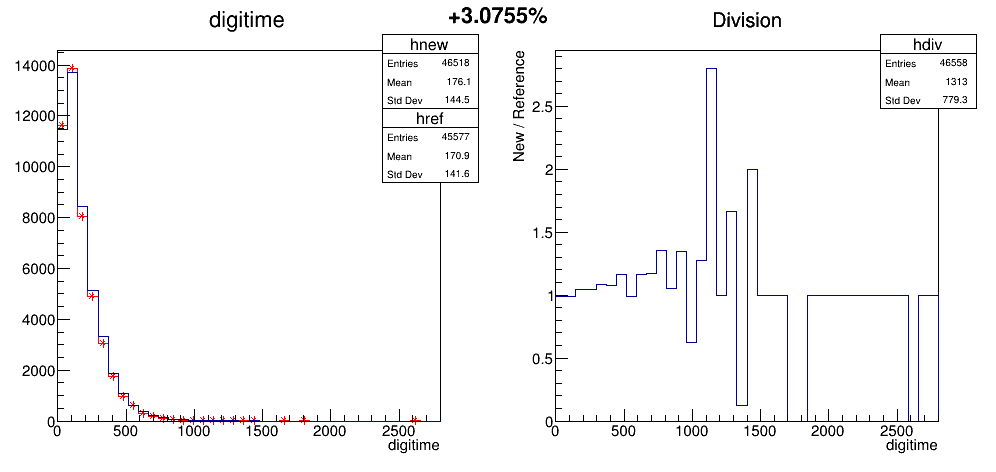 +3.0755%
digitime
hnew
Entries 46518
Mean 176.1
Std Dev 144.5
href
Entries 45577
Mean 170.9
Std Dev 141.6
14000
12000
10000
8000
6000
4000
2000
0
0 500 1000 1500 2000 2500
digitime
Division
hdiv
Entries 46558
Mean 1313
Std Dev 779.3
New / Reference
2.5
2
1.5
1
0.5
0
0 500 1000 1500 2000 2500
digitime